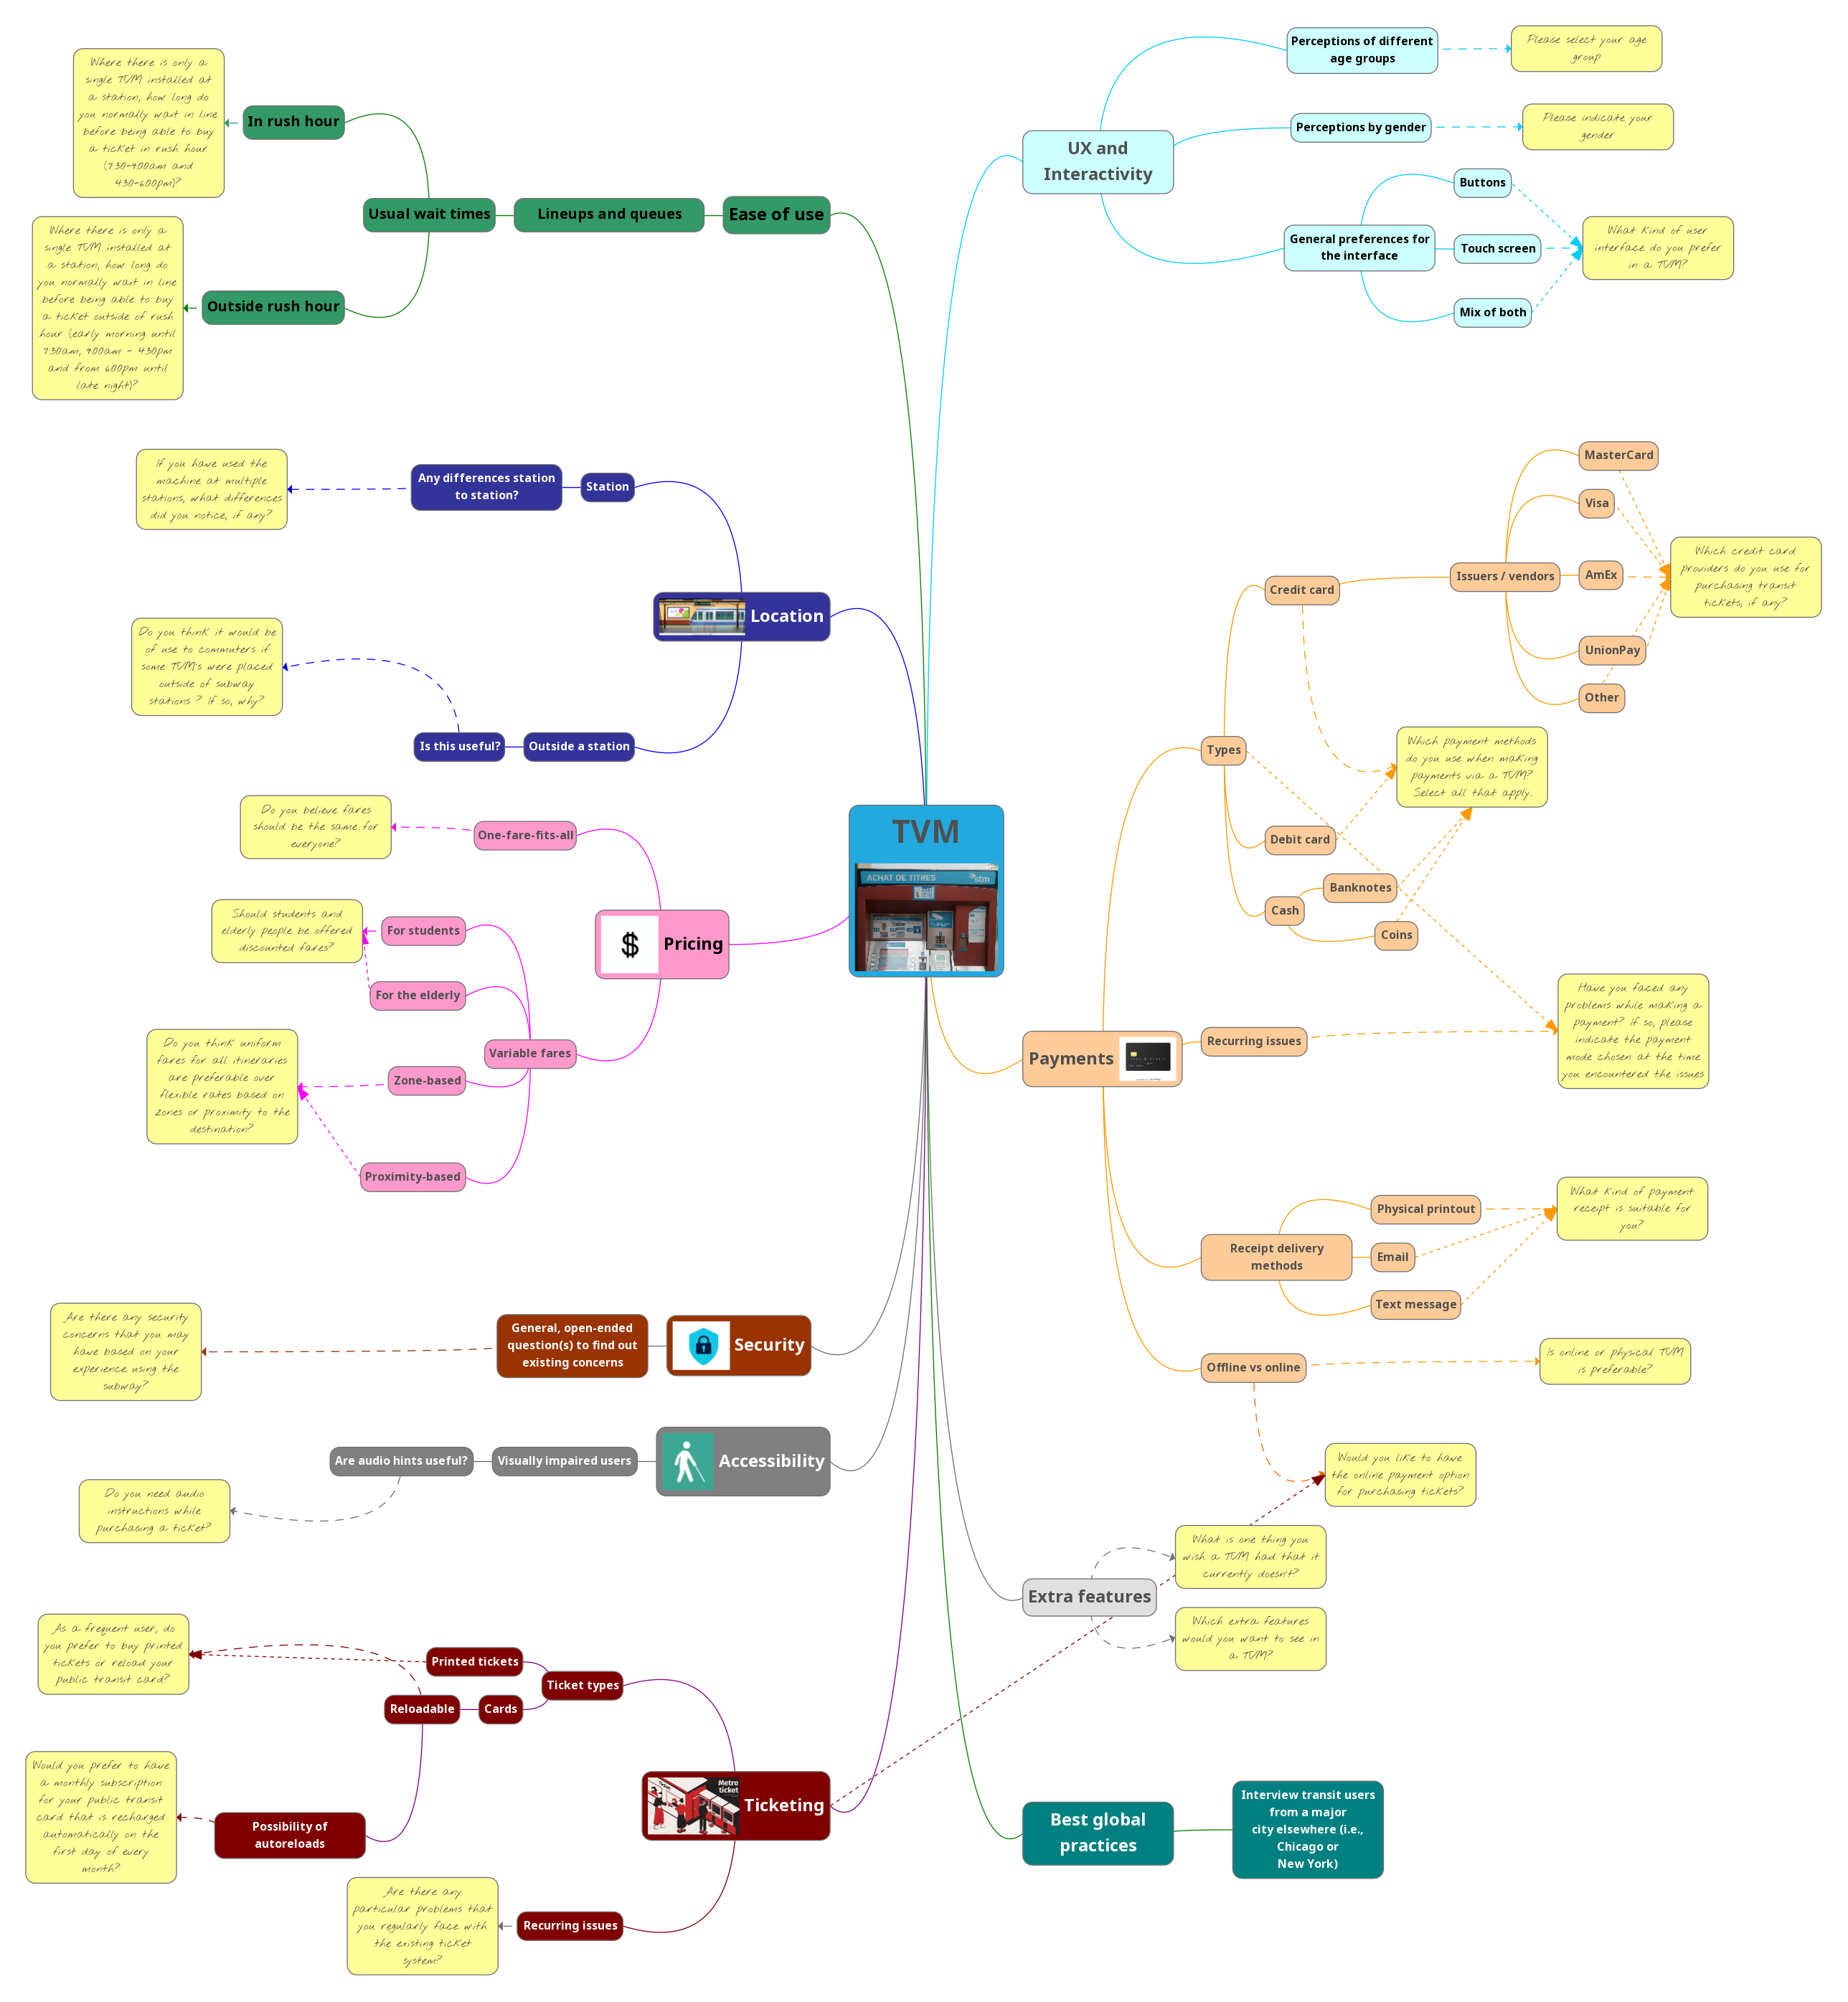 Perceptions of different
age groups
Please select your age
group
Perceptions by gender
Please indicate your
gender
UX and
Interactivity
Buttons
General preferences for
the interface
Touch screen
What kind of user
interface do you prefer
in a TVM?
Mix of both
Where there is only a
single TVM installed at
a station, how long do
you normally wait in line
before being able to buy
a ticket in rush hour
(7:30-9:00am and
4:30-6:00pm)?
In rush hour
Usual wait times
Lineups and queues
Ease of use
Where there is only a
single TVM installed at
a station, how long do
you normally wait in line
before being able to buy
a ticket outside of rush
hour (early morning until
7:30am, 9:00am - 4:30pm
and from 6:00pm until
late night)?
Outside rush hour
If you have used the
machine at multiple
stations, what differences
did you notice, if any?
Any differences station
to station?
Station
Location
Do you think it would be
of use to commuters if
some TVM's were placed
outside of subway
stations ? If so, why?
Is this useful?
Outside a station
MasterCard
Visa
Issuers / vendors
AmEx
UnionPay
Other
Which credit card
providers do you use for
purchasing transit
tickets, if any?
Credit card
Types
Which payment methods
do you use when making
payments via a TVM?
Select all that apply.
Debit card
Banknotes
Cash
Coins
TVM
ACHAT DE TITRES
stm
Do you believe fares
should be the same for
everyone?
One-fare-fits-all
Should students and
elderly people be offered
discounted fares?
For students
For the elderly
$
Pricing
Variable fares
Do you think uniform
fares for all itineraries
are preferable over
flexible rates based on
zones or proximity to the
destination?
Zone-based
Proximity-based
Payments
Recurring issues
Have you faced any
problems while making a
payment? If so, please
indicate the payment
mode chosen at the time
you encountered the issues
Physical printout
Receipt delivery
methods
Email
Text message
What kind of payment
receipt is suitable for
you?
Offline vs online
Is online or physical TVM
is preferable?
Would you like to have
the online payment option
for purchasing tickets?
Are there any security
concerns that you may
have based on your
experience using the
subway?
General, open-ended
question(s) to find out
existing concerns
Security
Are audio hints useful?
Visually impaired users
Accessibility
Do you need audio
instructions while
purchasing a ticket?
What is one thing you
wish a TVM had that it
currently doesn't?
Extra features
Which extra features
would you want to see in
a TVM?
As a frequent user, do
you prefer to buy printed
tickets or reload your
public transit card?
Printed tickets
Ticket types
Reloadable
Cards
Would you prefer to have
a monthly subscription
for your public transit
card that is recharged
automatically on the
first day of every
month?
Possibility of
autoreloads
Metro
ticket
Ticketing
Are there any
particular problems that
you regularly face with
the existing ticket
system?
Recurring issues
Best global
practices
Interview transit users
from a major
city elsewhere (i.e.,
Chicago or
New York)